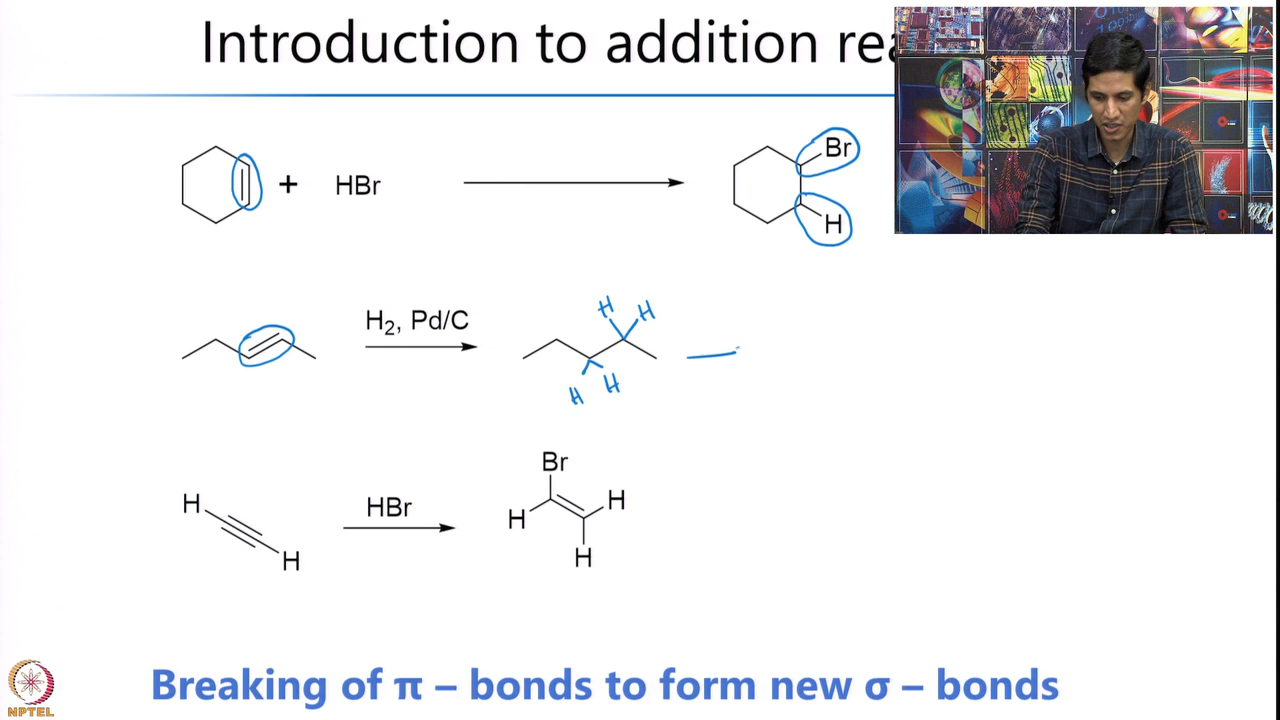 Introduction to addition rea
Br
+ HBr
H
H H
H₂, Pd/C
H H
Br
H HBr H
H
H H
Breaking of π – bonds to form new σ – bonds
NPTEL